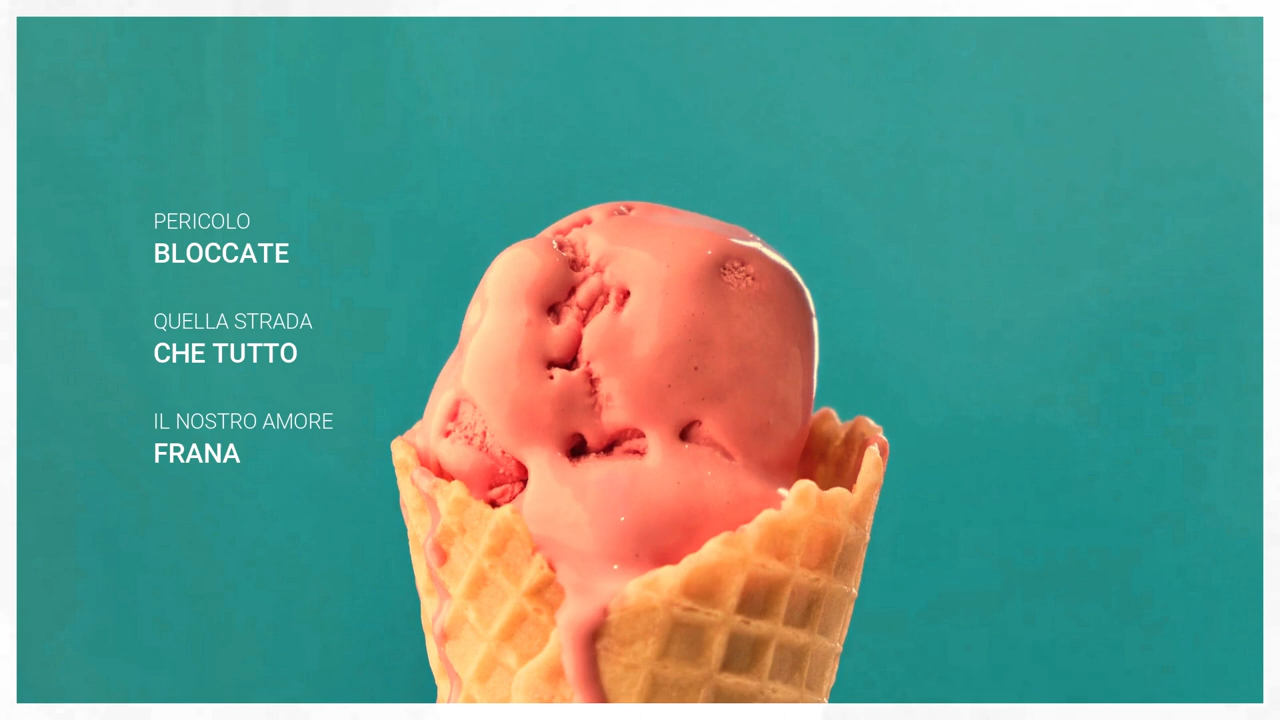 PERICOLO
BLOCCATE
QUELLA STRADA
CHE TUTTO
IL NOSTRO AMORE
FRANA